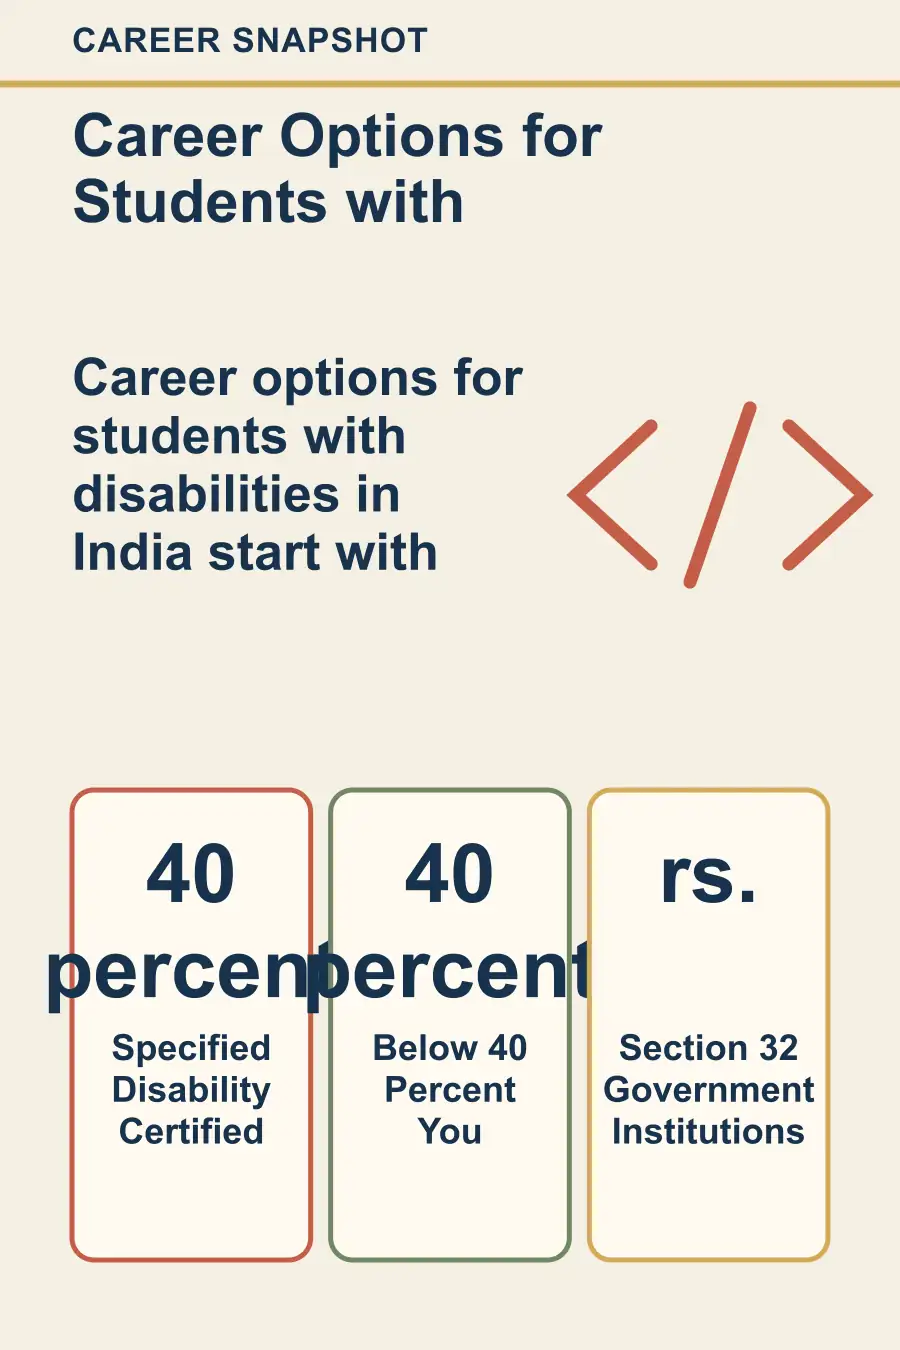 CAREER SNAPSHOT
Career Options for
Students with
Career options for
students with
disabilities in
India start with
40
percent
Specified
Disability
Certified
40
percent
Below 40
Percent
You
rs.
Section 32
Government
Institutions